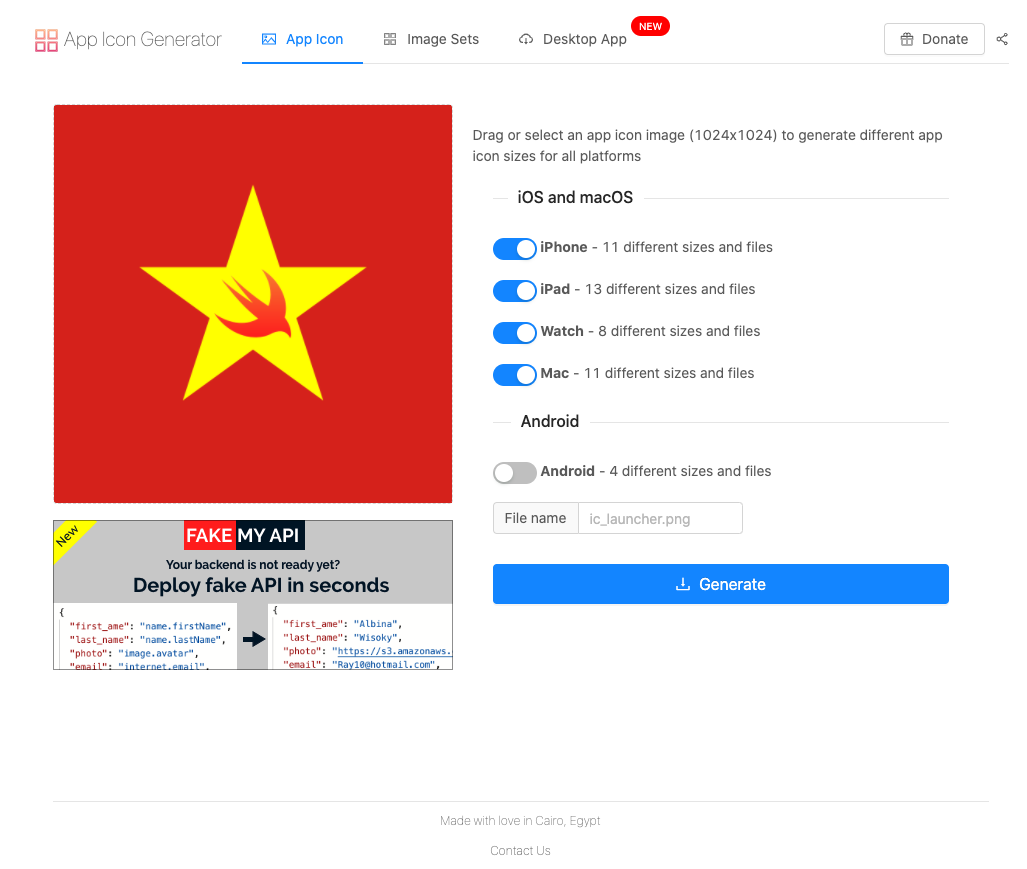 App Icon Generator
App Icon
Image Sets
Desktop App
NEW
Donate
Drag or select an app icon image (1024x1024) to generate different app
icon sizes for all platforms
iOS and macOS
iPhone - 11 different sizes and files
iPad - 13 different sizes and files
Watch - 8 different sizes and files
Mac - 11 different sizes and files
Android
Android - 4 different sizes and files
File name
ic_launcher.png
Generate
New
FAKE MY API
Your backend is not ready yet?
Deploy fake API in seconds
{
"first_ame": "name.firstName",
"last_name": "name.lastName",
"photo": "image.avatar",
"email": "internet.email",
{
"first_ame": "Albina",
"last_name": "Wisoky",
"photo": "https://s3.amazonaws.
"email": "Ray10@hotmail.com",
Made with love in Cairo, Egypt
Contact Us